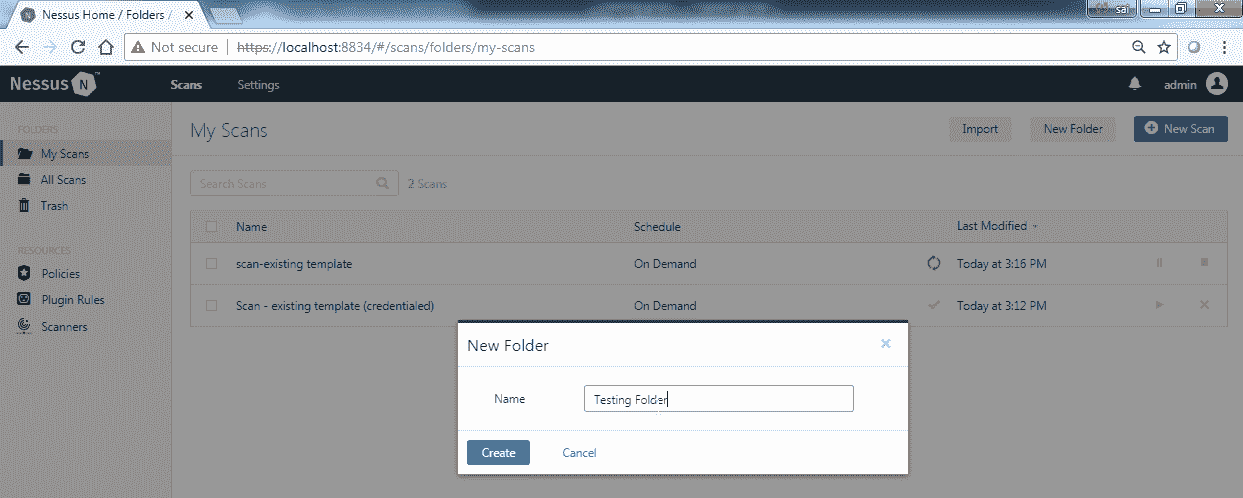 Nessus Home / Folders /
sai
Not secure | https://localhost:8834/#/scans/folders/my-scans
Nessus N Scans Settings admin
FOLDERS
My Scans
All Scans
Trash
RESOURCES
Policies
Plugin Rules
Scanners
My Scans Import New Folder New Scan
Search Scans 2 Scans
Name Schedule Last Modified
scan-existing template On Demand Today at 3:16 PM
Scan - existing template (credentialed) On Demand Today at 3:12 PM
New Folder
Name Testing Folder
Create Cancel